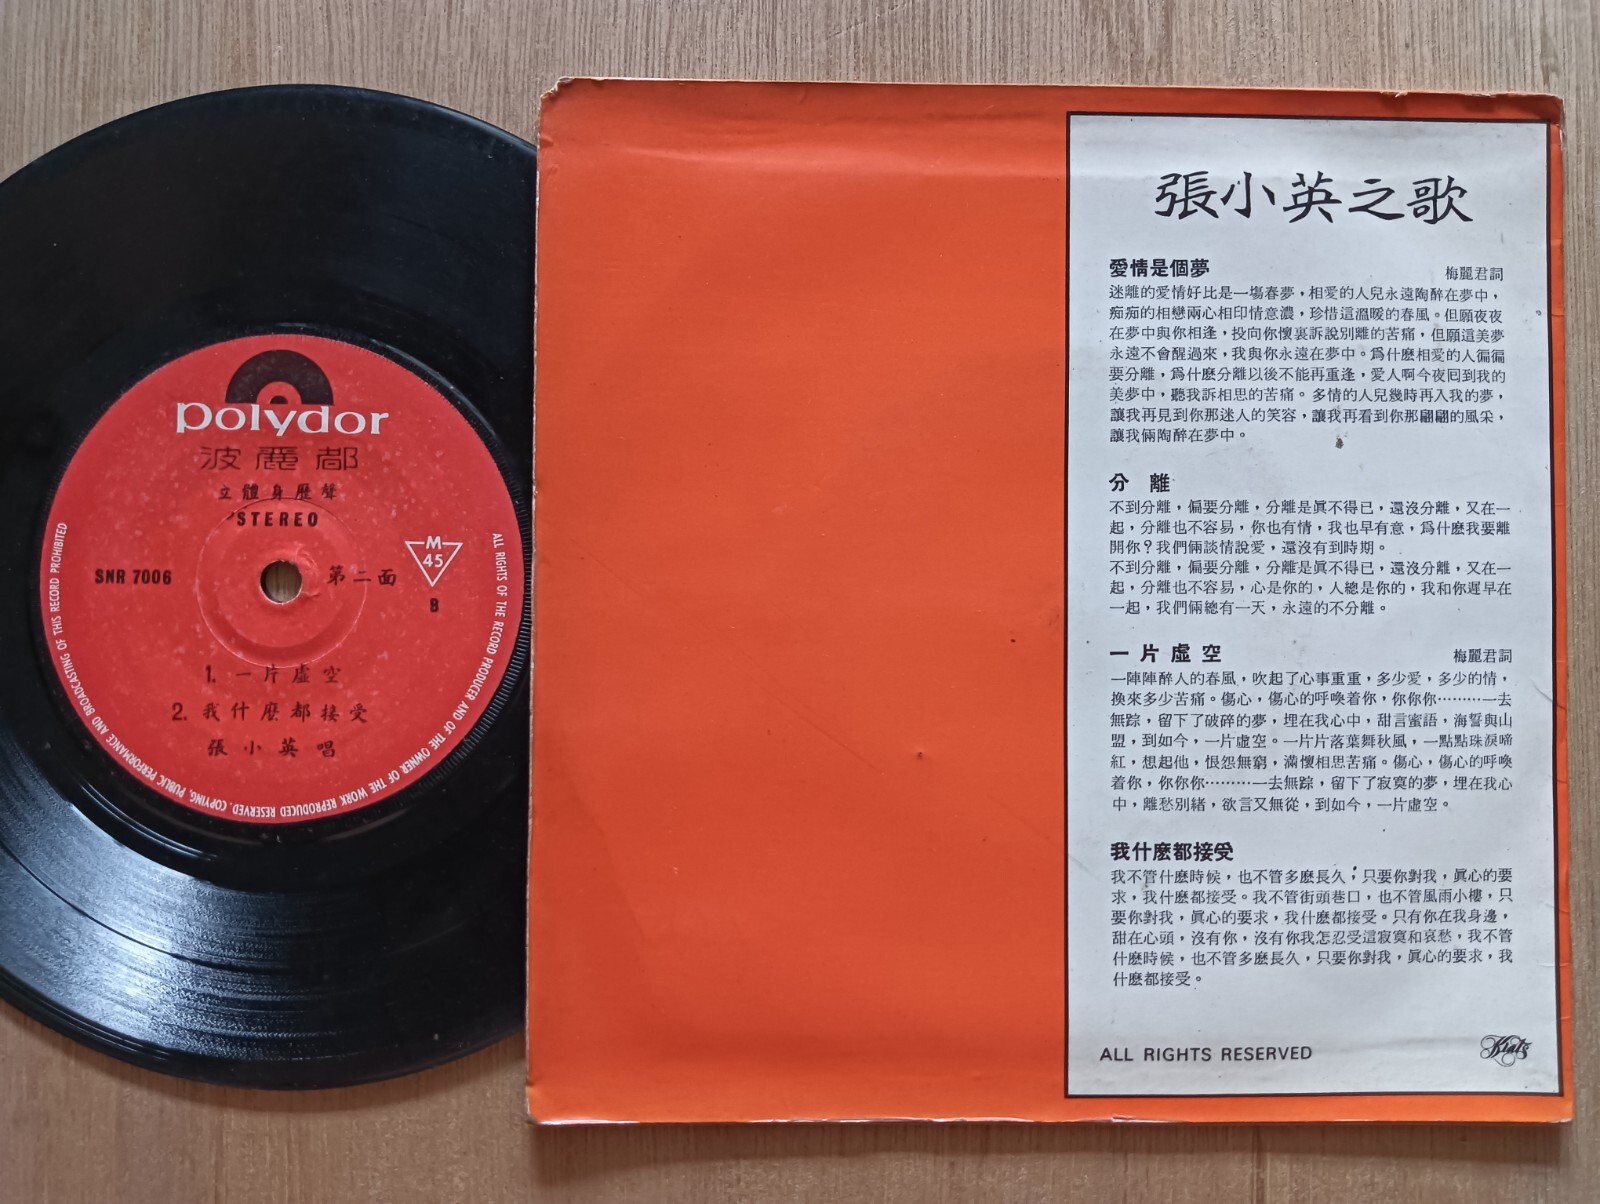 polydor
波麗都
立體身歷聲
STEREO
M
45
SNR 7006
第二面
B
1. 一片虛空
2. 我什麼都接受
張小英唱
ALL RIGHTS OF THE RECORD PRODUCER AND OF THE OWNER OF THE WORK REPRODUCED RESERVED. COPYING, PUBLIC PERFORMANCE AND BROADCASTING OF THIS RECORD PROHIBITED
張小英之歌
愛情是個夢
梅麗君詞
迷離的愛情好比是一場春夢，相愛的人兒永遠陶醉在夢中，
痴痴的相戀兩心相印情意濃，珍惜這溫暖的春風。但願夜夜
在夢中與你相逢，投向你懷裏訴說別離的苦痛，但願這美夢
永遠不會醒過來，我與你永遠在夢中。爲什麼相愛的人徧徧
要分離，爲什麼分離以後不能再重逢，愛人啊今夜囘到我的
美夢中，聽我訴相思的苦痛。多情的人兒幾時再入我的夢，
讓我再見到你那迷人的笑容，讓我再看到你那翩翩的風采，
讓我倆陶醉在夢中。
分　離
不到分離，偏要分離，分離是眞不得已，還沒分離，又在一
起，分離也不容易，你也有情，我也早有意，爲什麼我要離
開你？我們倆談情說愛，還沒有到時期。
不到分離，偏要分離，分離是眞不得已，還沒分離，又在一
起，分離也不容易，心是你的，人總是你的，我和你遲早在
一起，我們倆總有一天，永遠的不分離。
一片虛空
梅麗君詞
一陣陣醉人的春風，吹起了心事重重，多少愛，多少的情，
換來多少苦痛。傷心，傷心的呼喚着你，你你你………一去
無踪，留下了破碎的夢，埋在我心中，甜言蜜語，海誓與山
盟，到如今，一片虛空。一片片落葉舞秋風，一點點珠淚啼
紅，想起他，恨怨無窮，滿懷相思苦痛。傷心，傷心的呼喚
着你，你你你………一去無踪，留下了寂寞的夢，埋在我心
中，離愁別緒，欲言又無從，到如今，一片虛空。
我什麼都接受
我不管什麼時候，也不管多麼長久，只要你對我，眞心的要
求，我什麼都接受。我不管街頭巷口，也不管風雨小樓，只
要你對我，眞心的要求，我什麼都接受。只有你在我身邊，
甜在心頭，沒有你，沒有你我怎忍受這寂寞和哀愁，我不管
什麼時候，也不管多麼長久，只要你對我，眞心的要求，我
什麼都接受。
ALL RIGHTS RESERVED